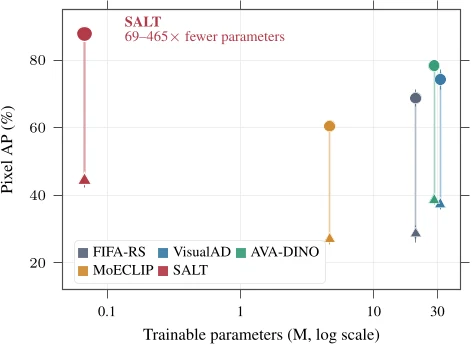 SALT
69–465× fewer parameters
80
60
40
20
Pixel AP (%)
FIFA-RS VisualAD AVA-DINO
MoECLIP SALT
0.1 1 10 30
Trainable parameters (M, log scale)